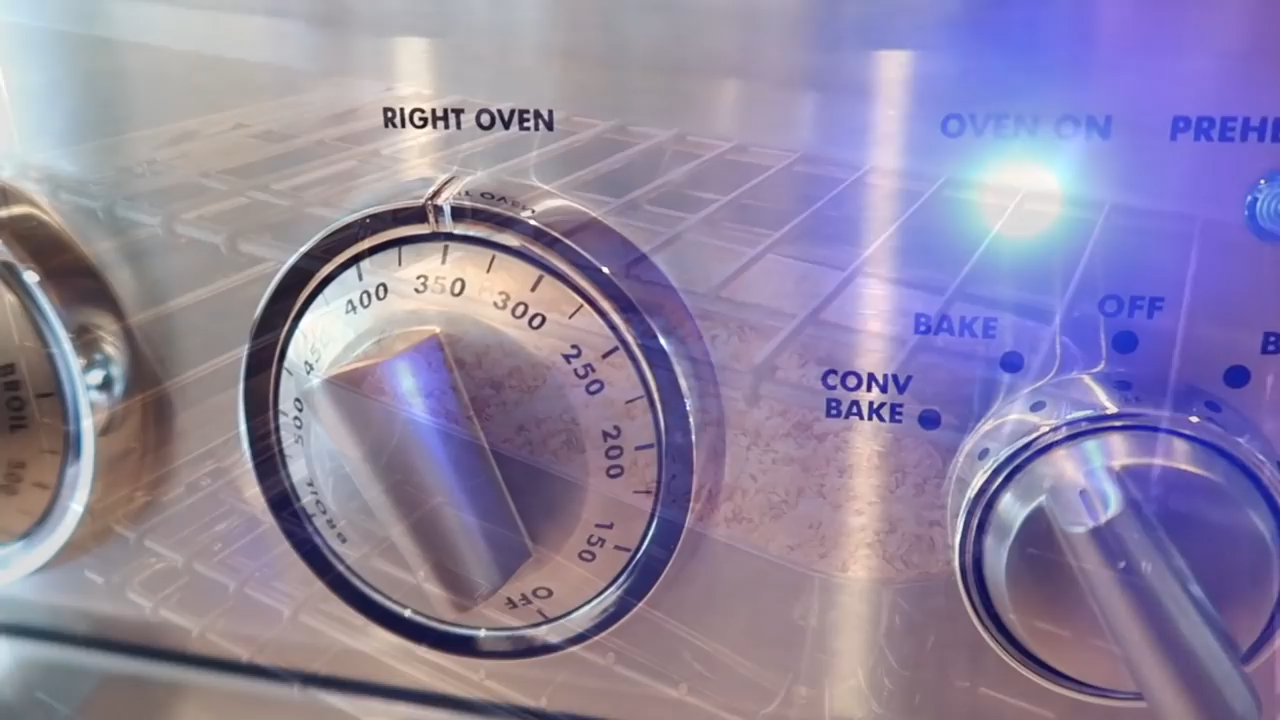 RIGHT OVEN
OVEN ON
400
350
300
250
200
150
OFF
500
BROIL
BAKE
OFF
CONV
BAKE
BROIL